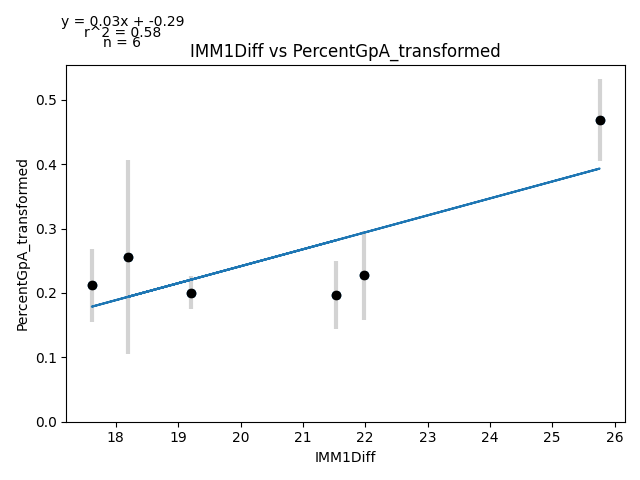 y = 0.03x + -0.29
r^2 = 0.58
n = 6
IMM1Diff vs PercentGpA_transformed
PercentGpA_transformed
0.5
0.4
0.3
0.2
0.1
0.0
18 19 20 21 22 23 24 25 26
IMM1Diff